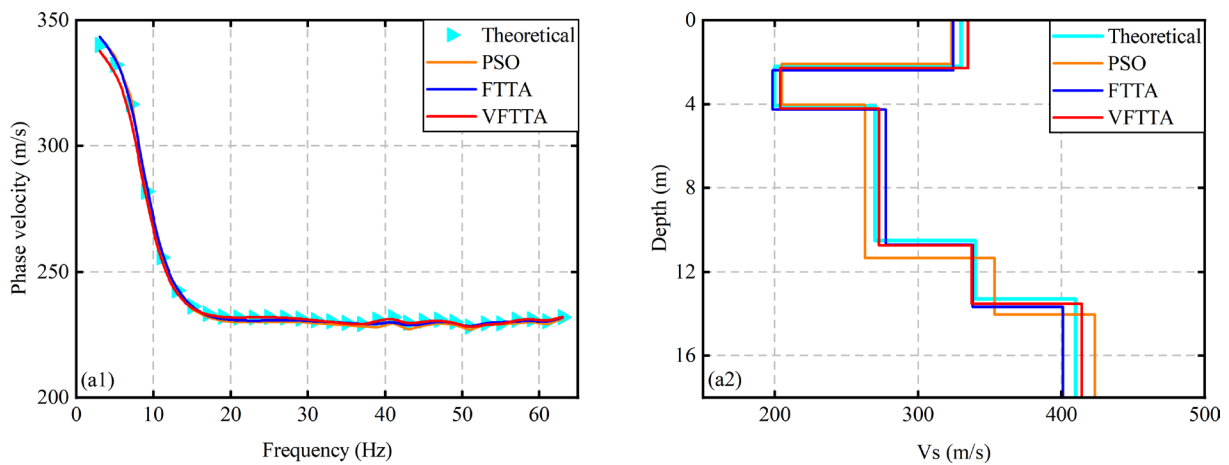 350
300
250
200
Phase velocity (m/s)
Theoretical
PSO
FTTA
VFTTA
(a1)
0
10
20
30
40
50
60
Frequency (Hz)
0
4
8
12
16
Depth (m)
Theoretical
PSO
FTTA
VFTTA
(a2)
200
300
400
500
Vs (m/s)